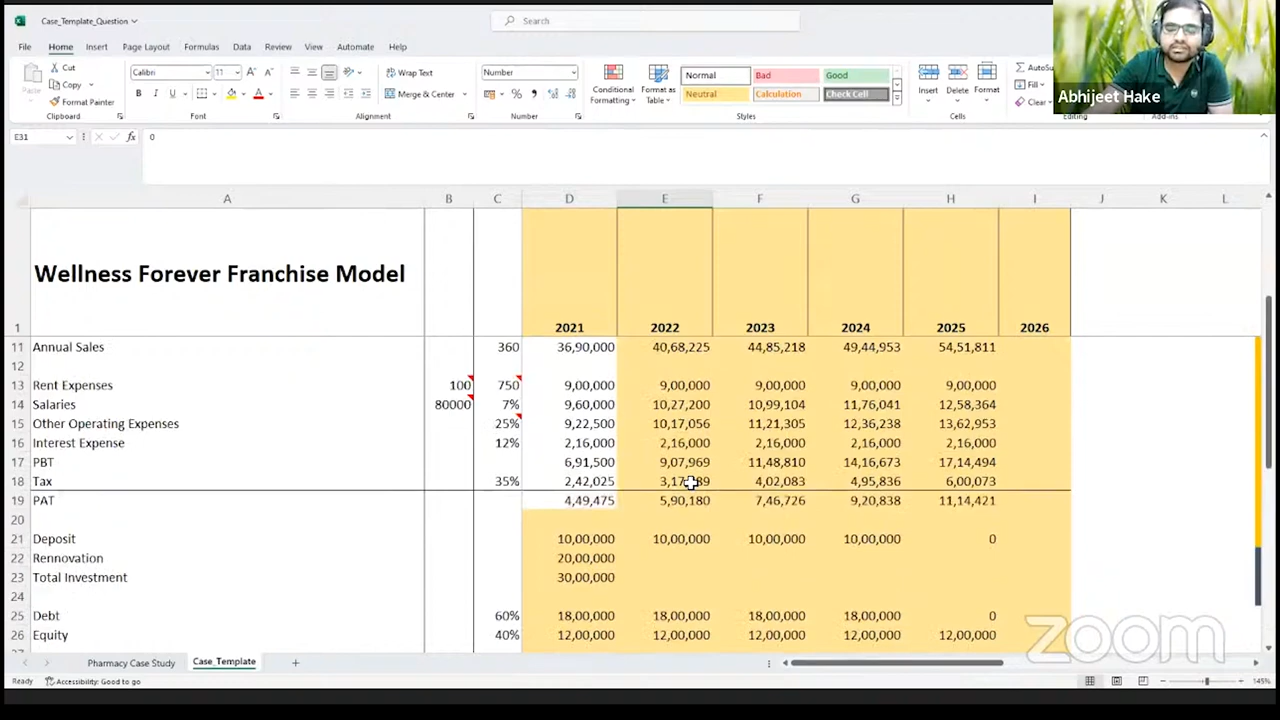 Case_Template_Question
Search
File Home Insert Page Layout Formulas Data Review View Automate Help
Cut
Copy
Format Painter
Paste
Clipboard
Calibri 11
B I U
Font
Wrap Text
Merge & Center
Alignment
Number
Number
Conditional Formatting
Format as Table
Normal Bad Good
Neutral Calculation Check Cell
Styles
Insert Delete Format
Cells
AutoSu
Fill
Clear
Editing
Add-ins
Abhijeet Hake
E31 fx 0
A B C D E F G H I J K L
Wellness Forever Franchise Model
1 2021 2022 2023 2024 2025 2026
11 Annual Sales 360 36,90,000 40,68,225 44,85,218 49,44,953 54,51,811
12
13 Rent Expenses 100 750 9,00,000 9,00,000 9,00,000 9,00,000 9,00,000
14 Salaries 80000 7% 9,60,000 10,27,200 10,99,104 11,76,041 12,58,364
15 Other Operating Expenses 25% 9,22,500 10,17,056 11,21,305 12,36,238 13,62,953
16 Interest Expense 12% 2,16,000 2,16,000 2,16,000 2,16,000 2,16,000
17 PBT 6,91,500 9,07,969 11,48,810 14,16,673 17,14,494
18 Tax 35% 2,42,025 4,02,083 4,95,836 6,00,073
19 PAT 4,49,475 5,90,180 7,46,726 9,20,838 11,14,421
20
21 Deposit 10,00,000 10,00,000 10,00,000 10,00,000 0
22 Rennovation 20,00,000
23 Total Investment 30,00,000
24
25 Debt 60% 18,00,000 18,00,000 18,00,000 18,00,000 0
26 Equity 40% 12,00,000 12,00,000 12,00,000 12,00,000 12,00,000
zoom
Pharmacy Case Study Case_Template
Ready Accessibility: Good to go 145%